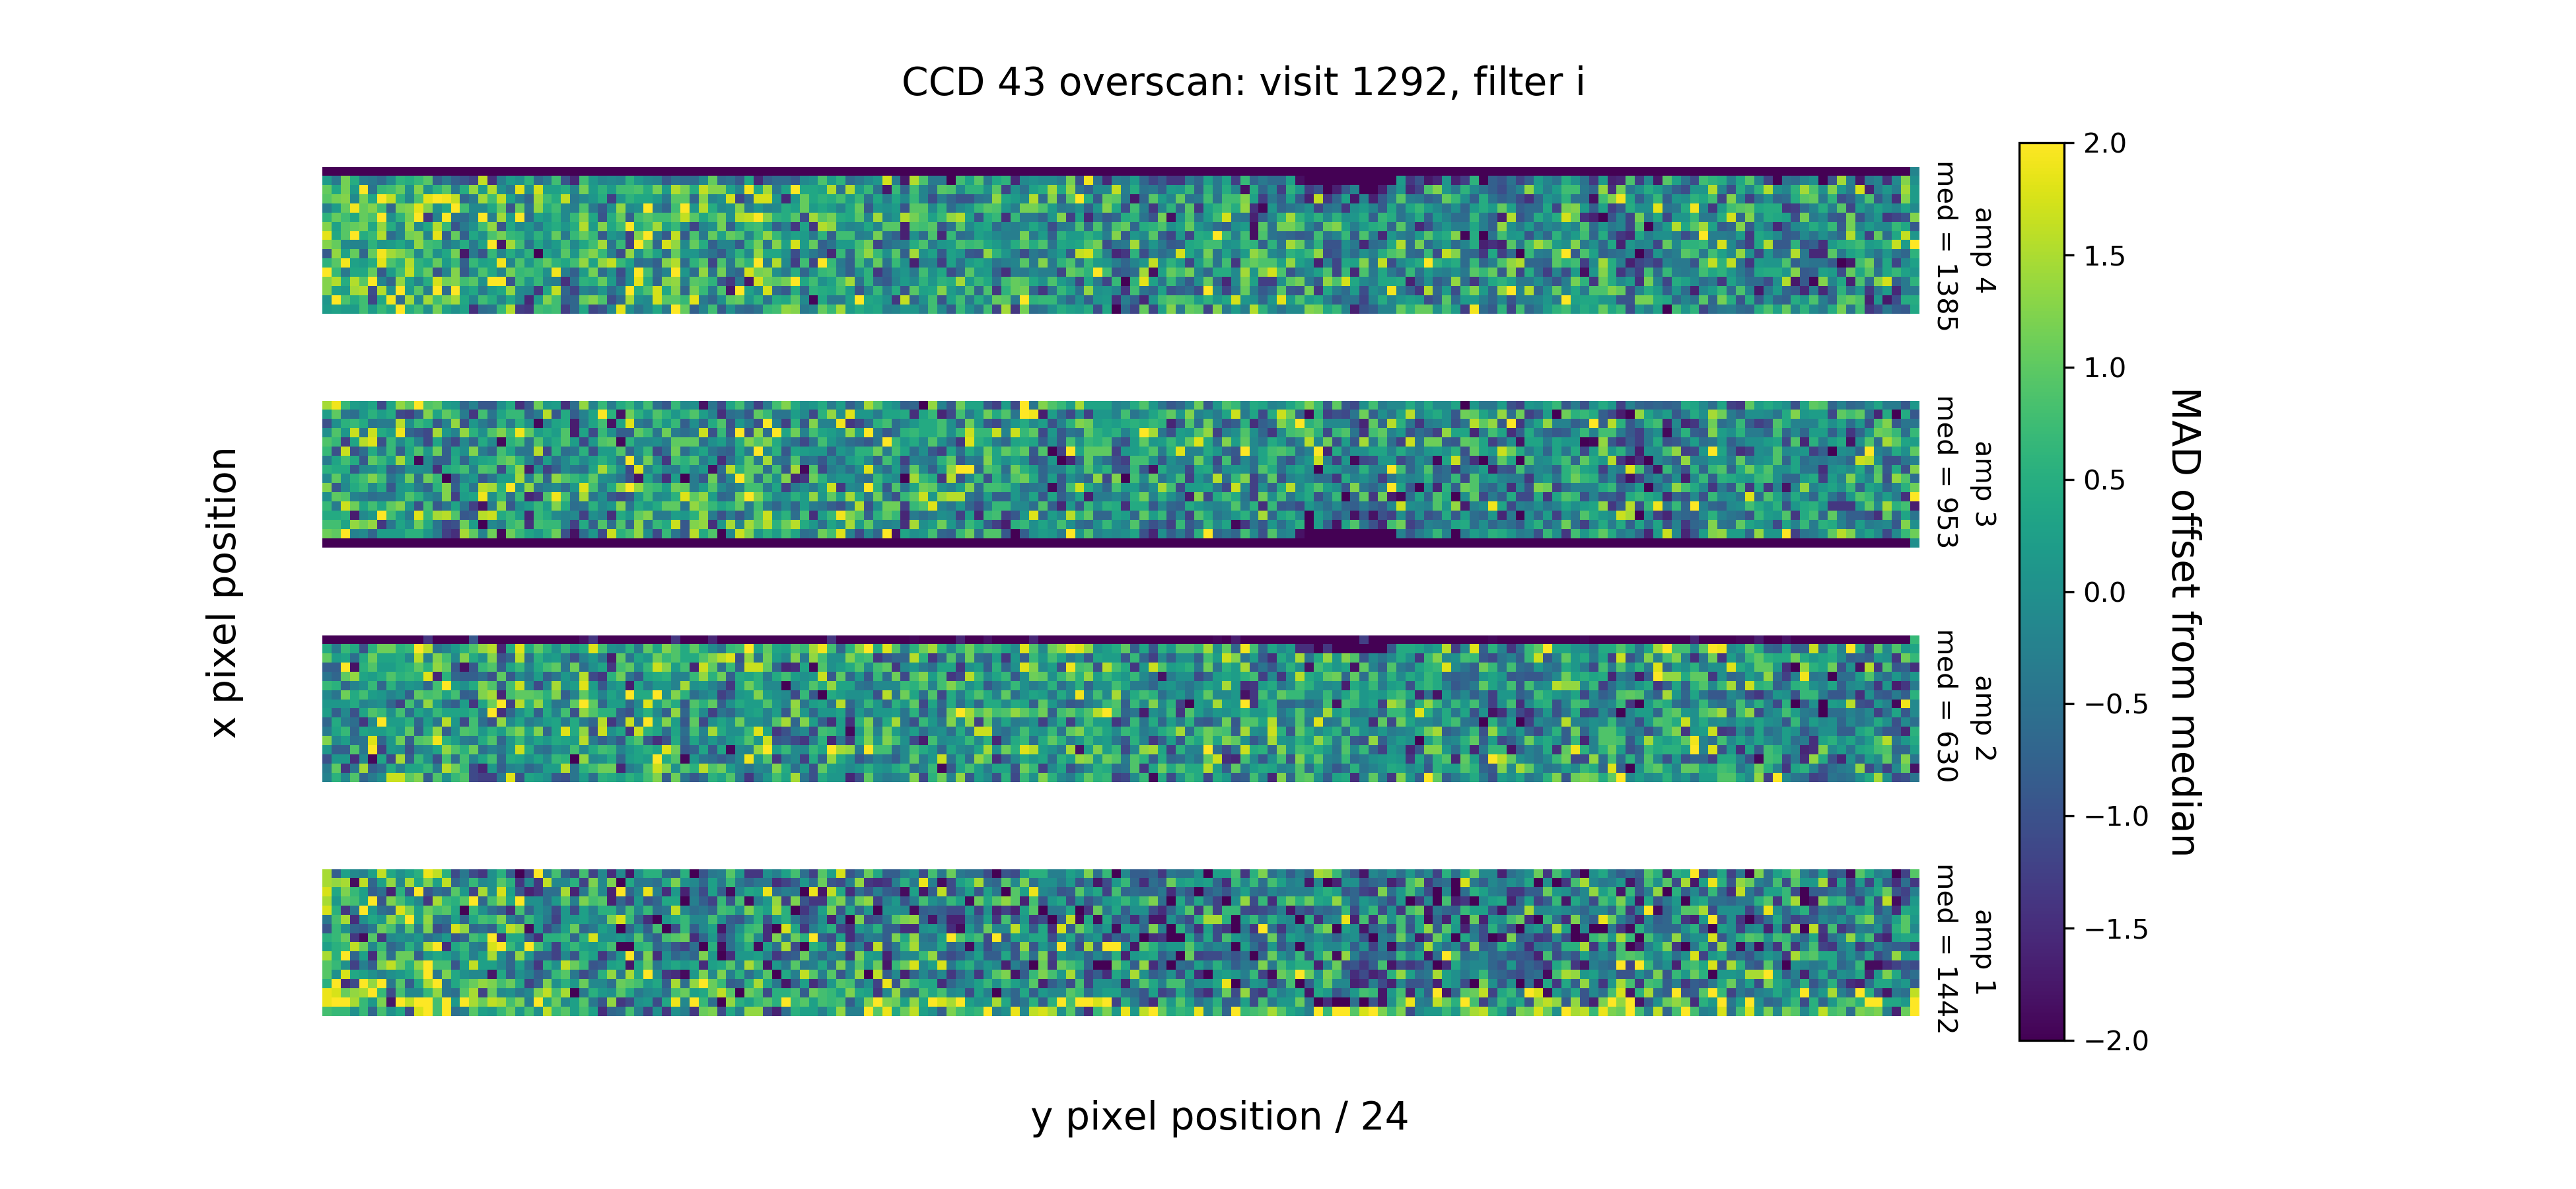 CCD 43 overscan: visit 1292, filter i
x pixel position
amp 4
med = 1385
amp 3
med = 953
amp 2
med = 630
amp 1
med = 1442
y pixel position / 24
2.0
1.5
1.0
0.5
0.0
−0.5
−1.0
−1.5
−2.0
MAD offset from median